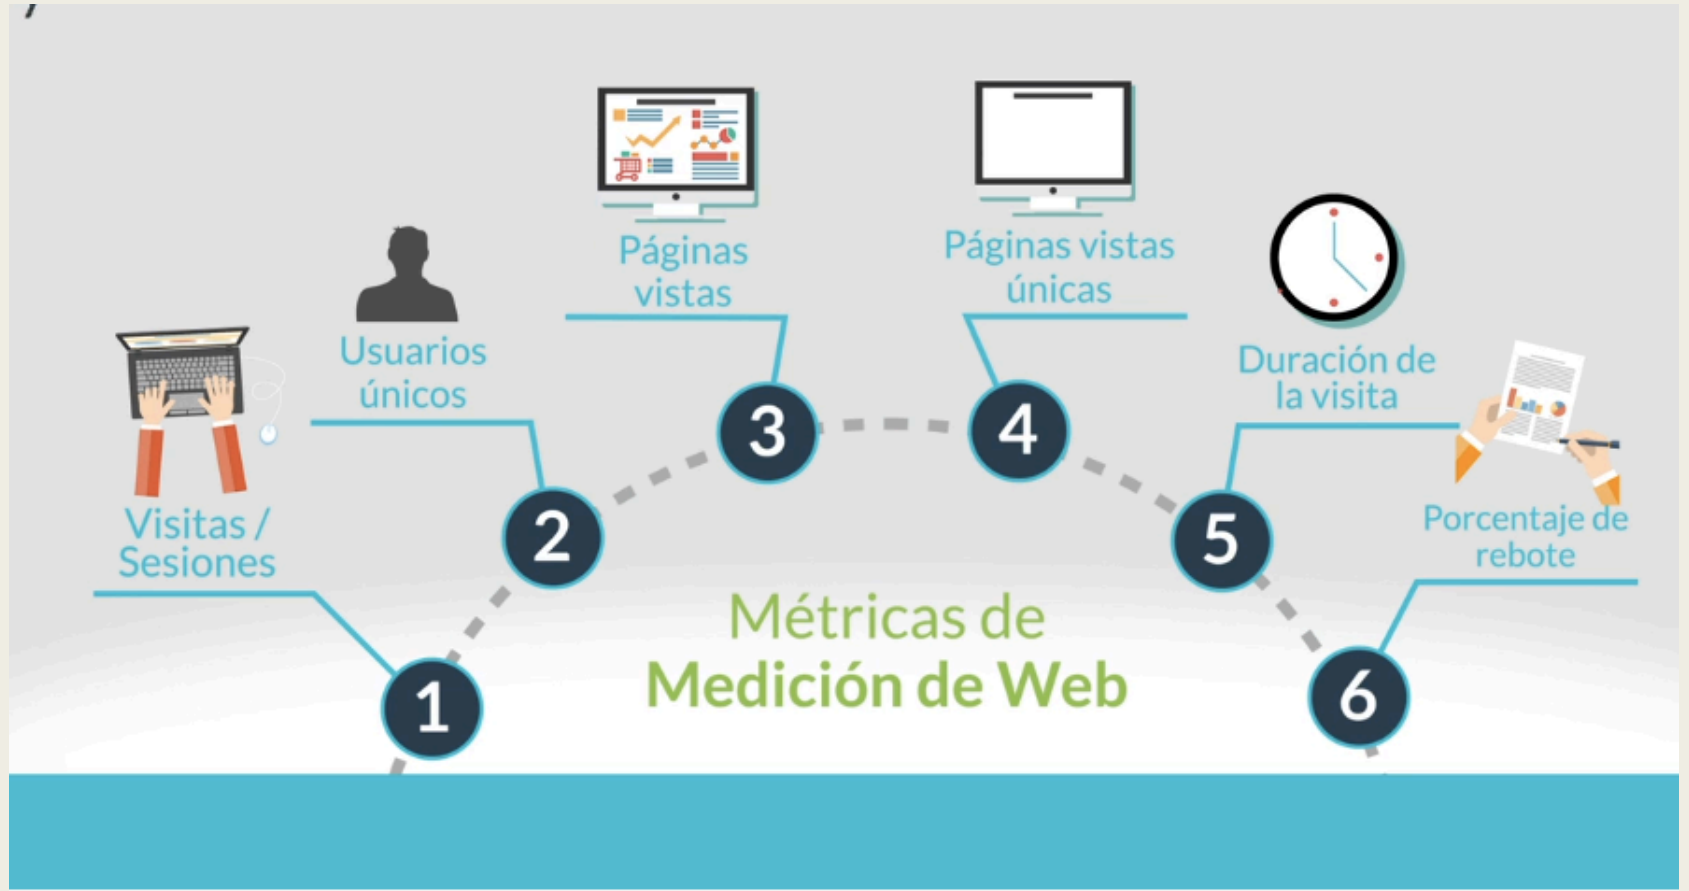 Visitas /
Sesiones
1
Usuarios
únicos
2
Páginas
vistas
3
Páginas vistas
únicas
4
Duración de
la visita
5
Porcentaje de
rebote
6
Métricas de
Medición de Web